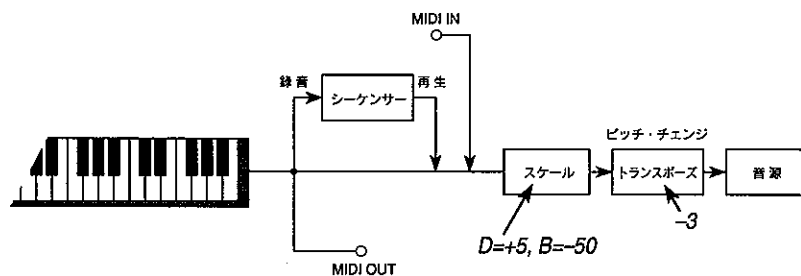 MIDI IN
録音
再生
シーケンサー
ピッチ・チェンジ
スケール
トランスポーズ
音源
–3
D=+5, B=–50
MIDI OUT